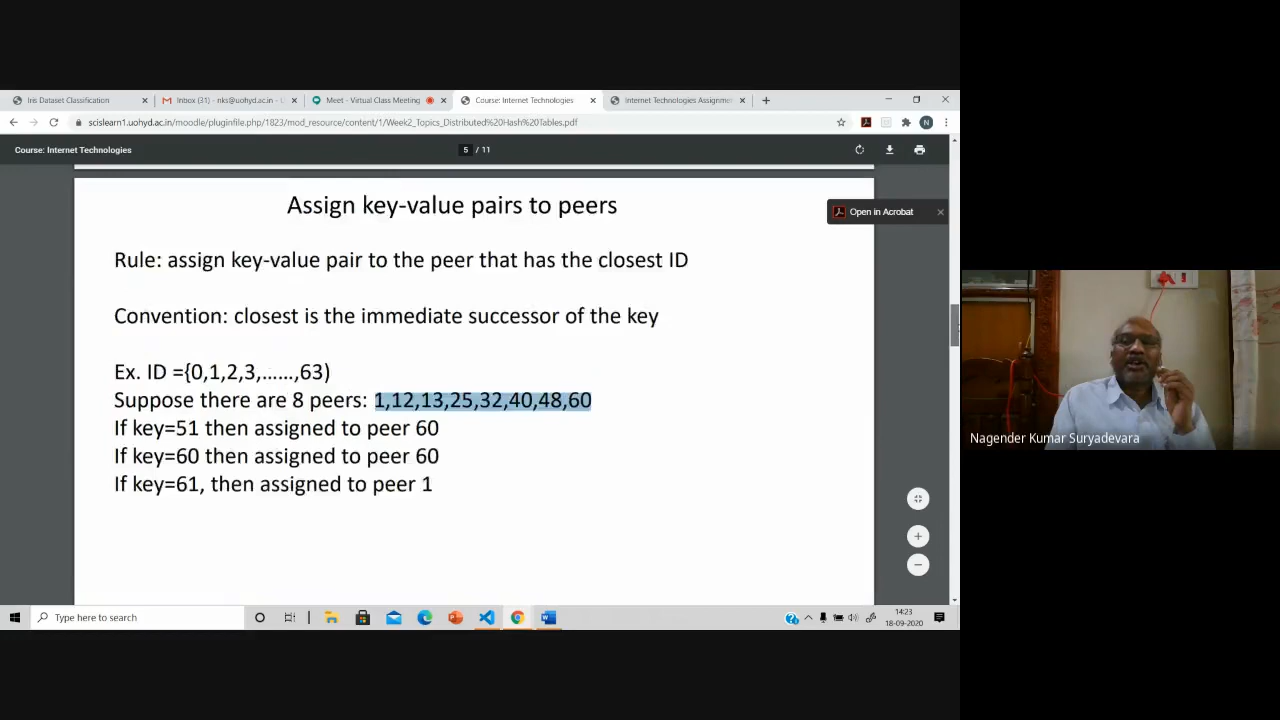 Iris Dataset Classification
Inbox (31) - nks@uohyd.ac.in - U
Meet - Virtual Class Meeting
Course: Internet Technologies
Internet Technologies Assignme
scislearn1.uohyd.ac.in/moodle/pluginfile.php/1823/mod_resource/content/1/Week2_Topics_Distributed%20Hash%20Tables.pdf
N
Course: Internet Technologies
5 / 11
Open in Acrobat
Assign key-value pairs to peers
Rule: assign key-value pair to the peer that has the closest ID
Convention: closest is the immediate successor of the key
Ex. ID ={0,1,2,3,......,63)
Suppose there are 8 peers: 1,12,13,25,32,40,48,60
If key=51 then assigned to peer 60
If key=60 then assigned to peer 60
If key=61, then assigned to peer 1
Nagender Kumar Suryadevara
Type here to search
14:23
18-09-2020